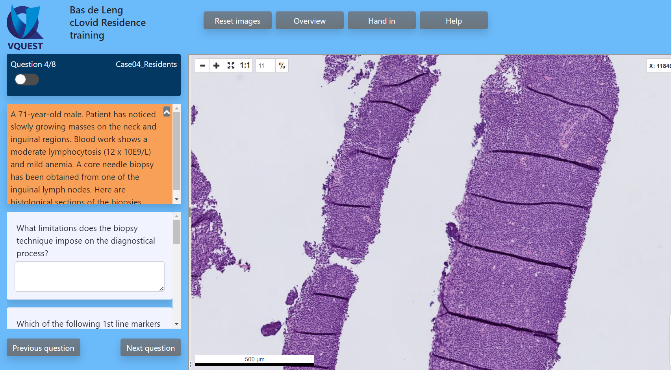 VQUEST
Bas de Leng
cLovid Residence
training
Reset images
Overview
Hand in
Help
Question 4/8
Case04_Residents
A 71-year-old male. Patient has noticed
slowly growing masses on the neck and
inguinal regions. Blood work shows a
moderate lymphocytosis (12 x 10E9/L)
and mild anemia. A core needle biopsy
has been obtained from one of the
inguinal lymph nodes. Here are
histological sections of the biopsies
What limitations does the biopsy
technique impose on the diagnostic
process?
Which of the following 1st line markers
Previous question
Next question
1:1
11
%
X: 11846
500 μm